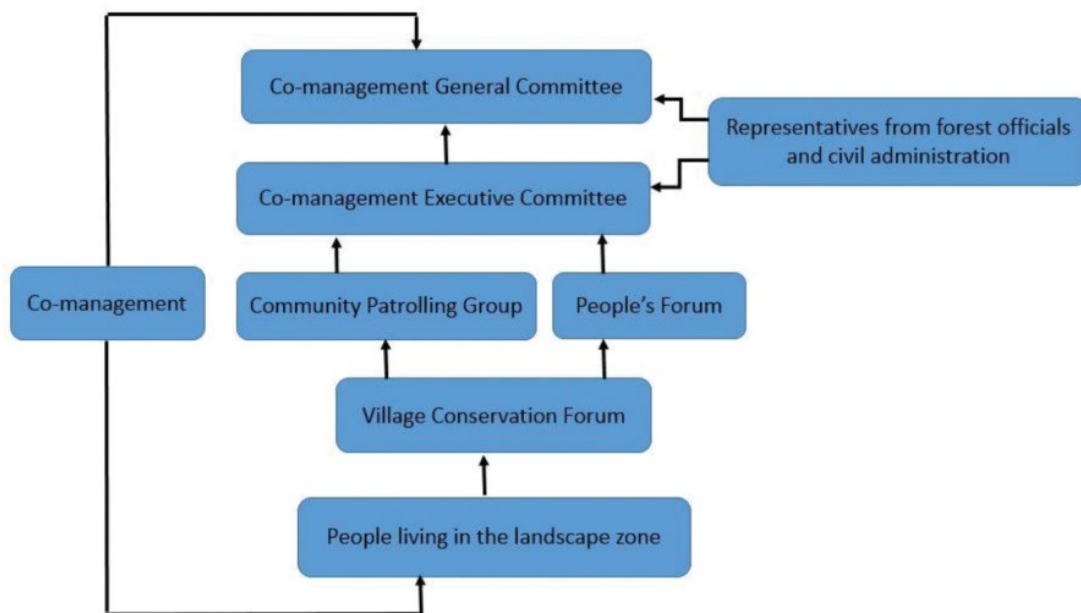 Co-management General Committee
Representatives from forest officials
and civil administration
Co-management Executive Committee
Co-management
Community Patrolling Group
People’s Forum
Village Conservation Forum
People living in the landscape zone